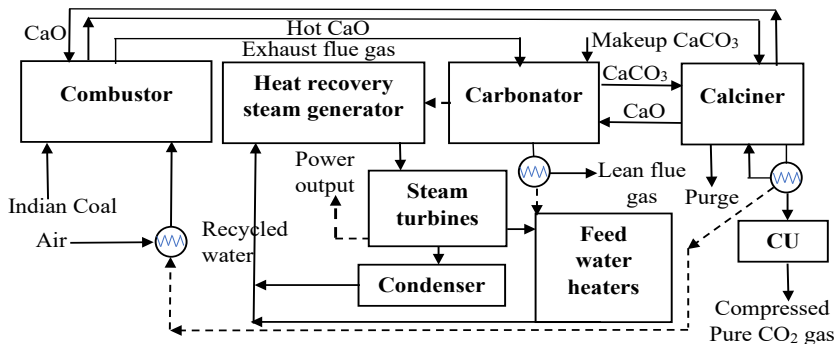 CaO
Hot CaO
Exhaust flue gas
Makeup CaCO3
Combustor
Heat recovery
steam generator
Carbonator
CaCO3
CaO
Calciner
Power
output
Lean flue
gas
Purge
Indian Coal
Steam
turbines
Air
Recycled
water
Feed
water
heaters
CU
Condenser
Compressed
Pure CO2 gas